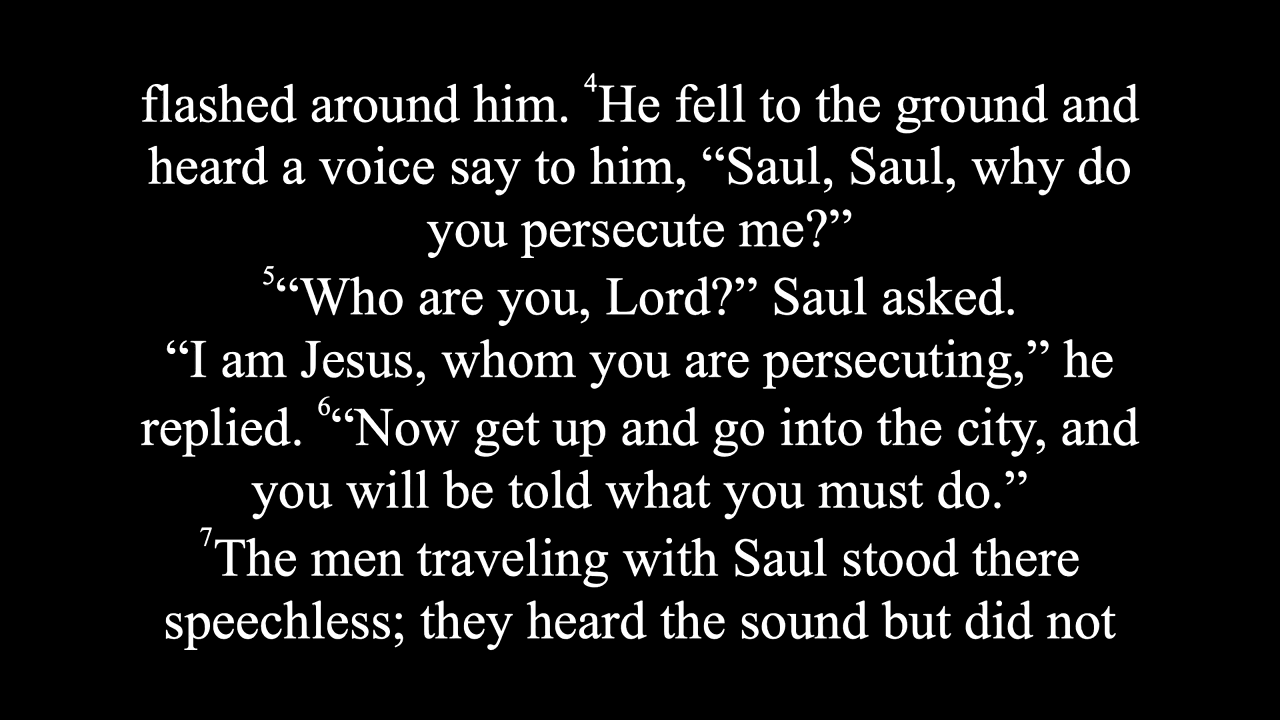 flashed around him. ⁴He fell to the ground and
heard a voice say to him, “Saul, Saul, why do
you persecute me?”
⁵“Who are you, Lord?” Saul asked.
“I am Jesus, whom you are persecuting,” he
replied. ⁶“Now get up and go into the city, and
you will be told what you must do.”
⁷The men traveling with Saul stood there
speechless; they heard the sound but did not